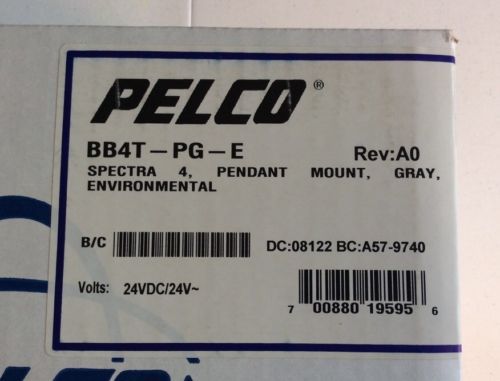 PELCO®
BB4T-PG-E Rev:A0
SPECTRA 4, PENDANT MOUNT, GRAY,
ENVIRONMENTAL
B/C DC:08122 BC:A57-9740
Volts: 24VDC/24V~
7 00880 19595 6